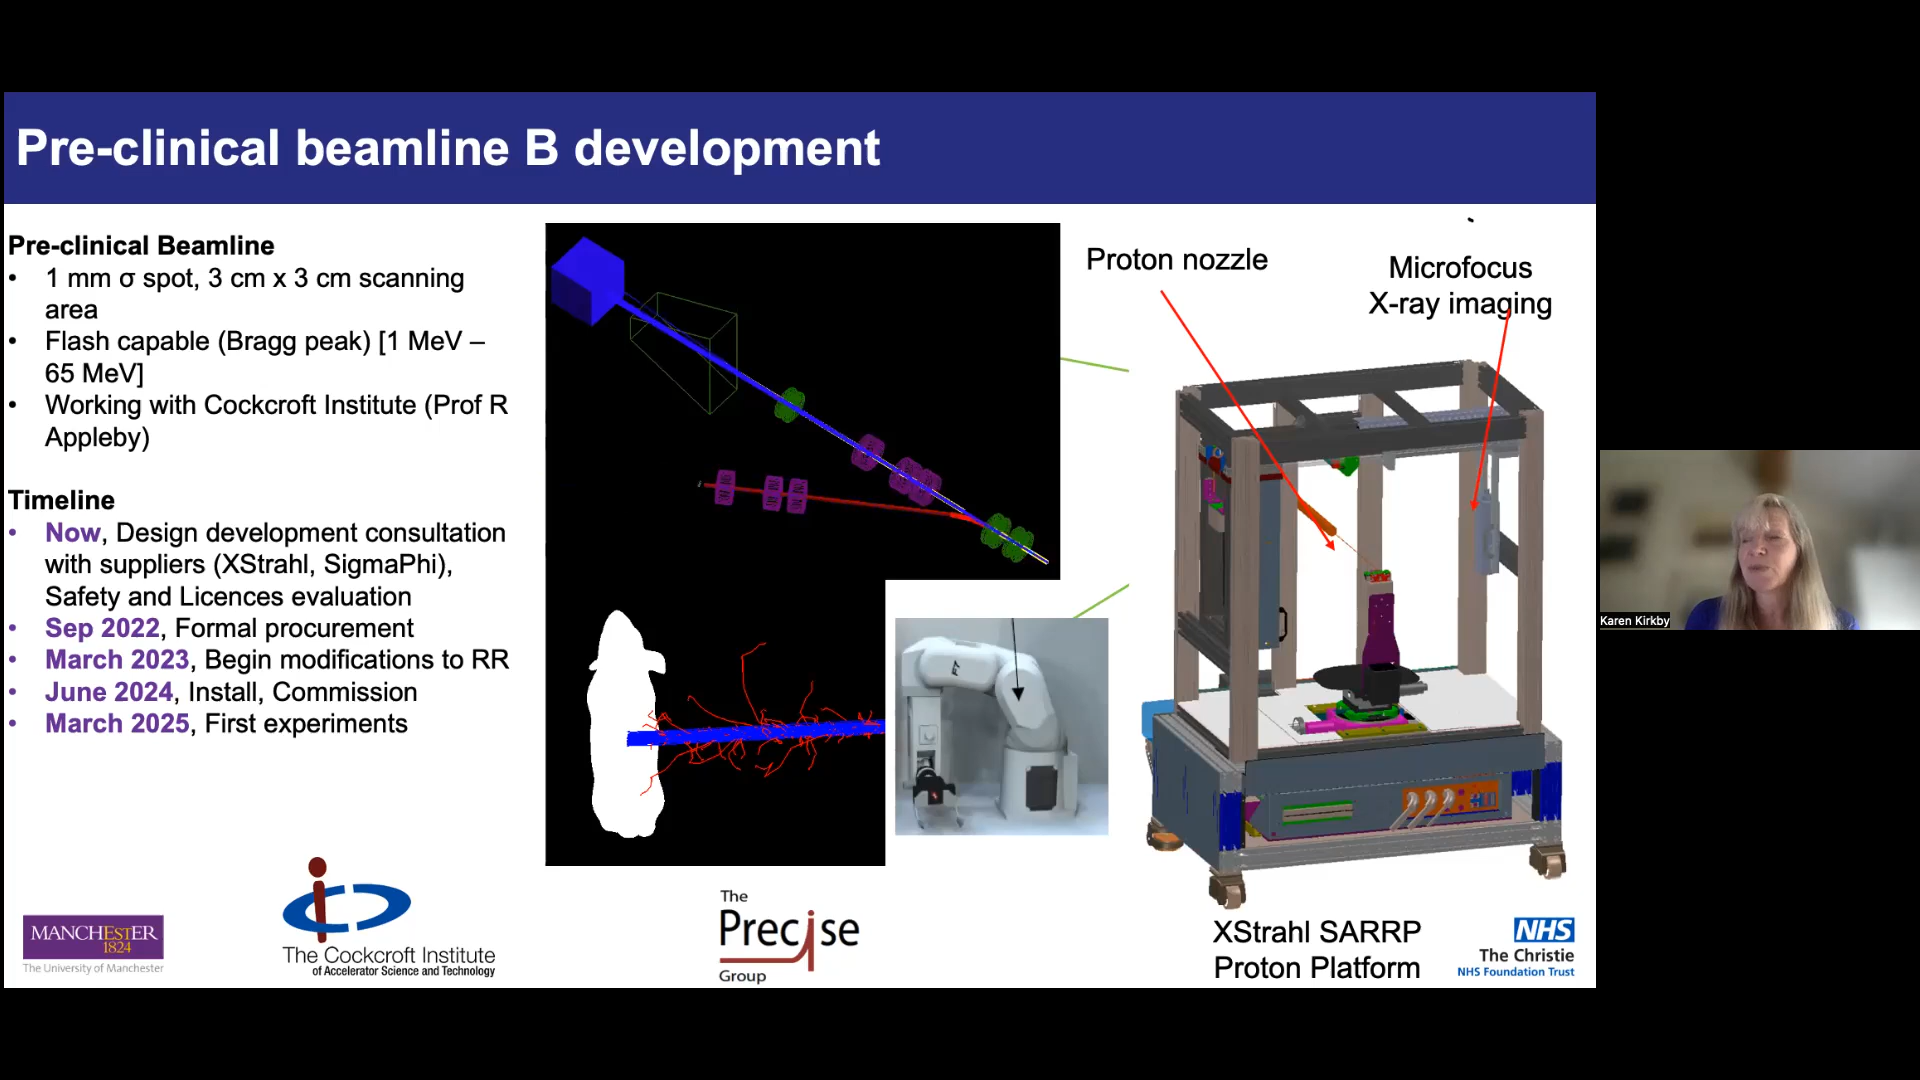 Pre-clinical beamline B development
Pre-clinical Beamline
• 1 mm σ spot, 3 cm x 3 cm scanning
area
• Flash capable (Bragg peak) [1 MeV –
65 MeV]
• Working with Cockcroft Institute (Prof R
Appleby)
Timeline
• Now, Design development consultation
with suppliers (XStrahl, SigmaPhi),
Safety and Licences evaluation
• Sep 2022, Formal procurement
• March 2023, Begin modifications to RR
• June 2024, Install, Commission
• March 2025, First experiments
Proton nozzle
Microfocus
X-ray imaging
XStrahl SARRP
Proton Platform
MANCHESTER
1824
The University of Manchester
The Cockcroft Institute
of Accelerator Science and Technology
The
Precise
Group
NHS
The Christie
NHS Foundation Trust
Karen Kirkby